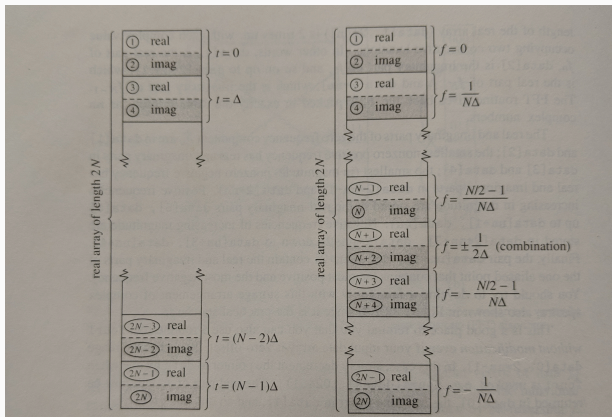 real array of length 2N
1 real
2 imag
t = 0
3 real
4 imag
t = Δ
2N − 3 real
2N − 2 imag
t = (N − 2)Δ
2N − 1 real
2N imag
t = (N − 1)Δ
real array of length 2N
1 real
2 imag
f = 0
3 real
4 imag
f = 1/NΔ
N − 1 real
N imag
f = N/2 − 1/NΔ
N + 1 real
N + 2 imag
f = ± 1/2Δ (combination)
N + 3 real
N + 4 imag
f = − N/2 − 1/NΔ
2N − 1 real
2N imag
f = − 1/NΔ